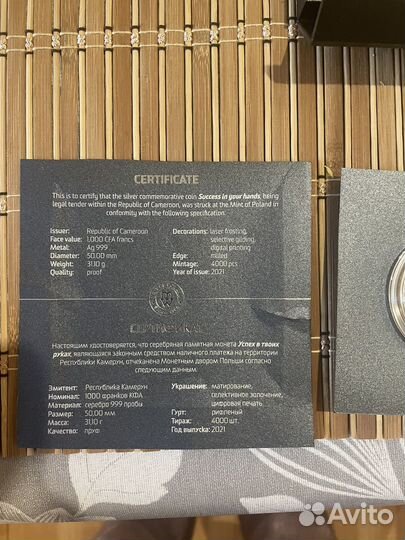 CERTIFICATE
This is to certify that the silver commemorative coin Success in your hands, being
legal tender within the Republic of Cameroon, was struck at the Mint of Poland in
conformity with the following specification.
Issuer: Republic of Cameroon
Face value: 1,000 CFA francs
Metal: Ag 999
Diameter: 50.00 mm
Weight: 31.10 g
Quality: proof
Decorations: laser frosting,
selective gilding,
digital printing
Edge: milled
Mintage: 4000 pcs
Year of issue: 2021
СЕРТИФИКАТ
Настоящим удостоверяется, что серебряная памятная монета Успех в твоих
руках, являющаяся законным средством наличного платежа на территории
Республики Камерун, отчеканена Монетным двором Польши согласно
следующим данным.
Эмитент: Республика Камерун
Номинал: 1000 франков КФА
Материал: серебро 999 пробы
Размер: 50.00 мм
Масса: 31,10 г
Качество: пруф
Украшение: матирование,
селективное золочение,
цифровая печать
Гурт: рифленый
Тираж: 4000 шт.
Год выпуска: 2021
Avito